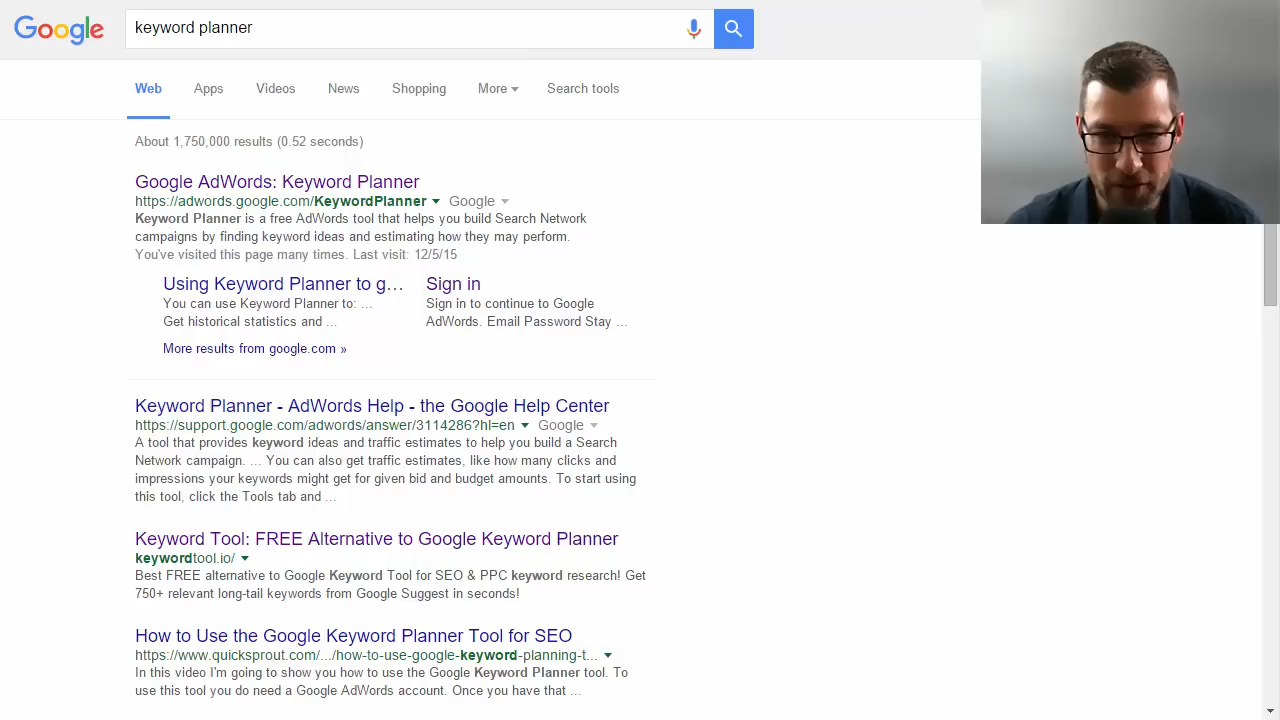 Google
keyword planner
Web Apps Videos News Shopping More Search tools
About 1,750,000 results (0.52 seconds)
Google AdWords: Keyword Planner
https://adwords.google.com/KeywordPlanner Google
Keyword Planner is a free AdWords tool that helps you build Search Network
campaigns by finding keyword ideas and estimating how they may perform.
You've visited this page many times. Last visit: 12/5/15
Using Keyword Planner to g...
You can use Keyword Planner to: ...
Get historical statistics and ...
Sign in
Sign in to continue to Google
AdWords. Email Password Stay ...
More results from google.com »
Keyword Planner - AdWords Help - the Google Help Center
https://support.google.com/adwords/answer/3114286?hl=en Google
A tool that provides keyword ideas and traffic estimates to help you build a Search
Network campaign. ... You can also get traffic estimates, like how many clicks and
impressions your keywords might get for given bid and budget amounts. To start using
this tool, click the Tools tab and ...
Keyword Tool: FREE Alternative to Google Keyword Planner
keywordtool.io/
Best FREE alternative to Google Keyword Tool for SEO & PPC keyword research! Get
750+ relevant long-tail keywords from Google Suggest in seconds!
How to Use the Google Keyword Planner Tool for SEO
https://www.quicksprout.com/.../how-to-use-google-keyword-planning-t...
In this video I'm going to show you how to use the Google Keyword Planner tool. To
use this tool you do need a Google AdWords account. Once you have that ...